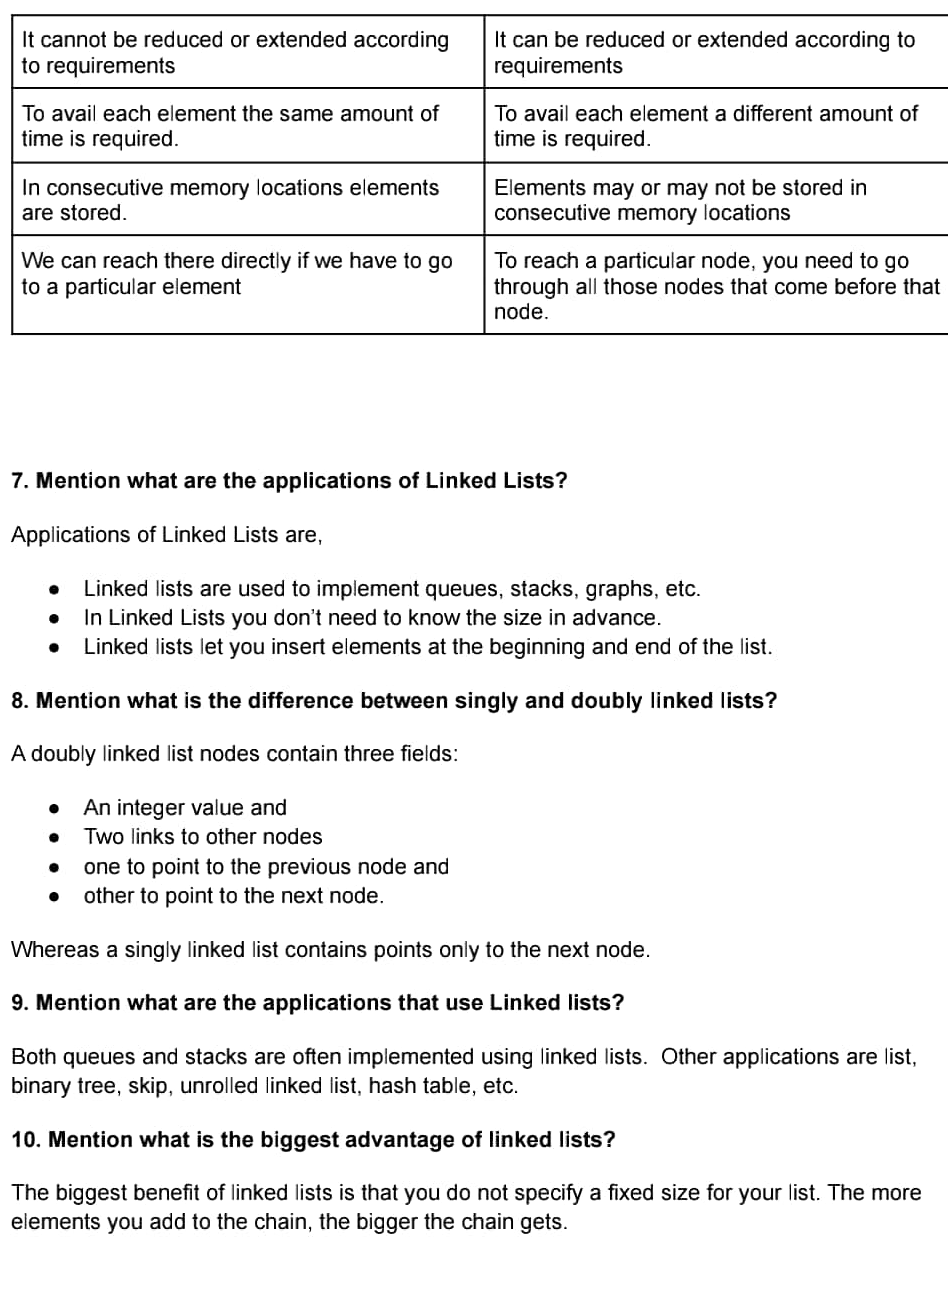 It cannot be reduced or extended according
to requirements
It can be reduced or extended according to
requirements
To avail each element the same amount of
time is required.
To avail each element a different amount of
time is required.
In consecutive memory locations elements
are stored.
Elements may or may not be stored in
consecutive memory locations
We can reach there directly if we have to go
to a particular element
To reach a particular node, you need to go
through all those nodes that come before that
node.
7. Mention what are the applications of Linked Lists?
Applications of Linked Lists are,
● Linked lists are used to implement queues, stacks, graphs, etc.
● In Linked Lists you don’t need to know the size in advance.
● Linked lists let you insert elements at the beginning and end of the list.
8. Mention what is the difference between singly and doubly linked lists?
A doubly linked list nodes contain three fields:
● An integer value and
● Two links to other nodes
● one to point to the previous node and
● other to point to the next node.
Whereas a singly linked list contains points only to the next node.
9. Mention what are the applications that use Linked lists?
Both queues and stacks are often implemented using linked lists.  Other applications are list,
binary tree, skip, unrolled linked list, hash table, etc.
10. Mention what is the biggest advantage of linked lists?
The biggest benefit of linked lists is that you do not specify a fixed size for your list. The more
elements you add to the chain, the bigger the chain gets.